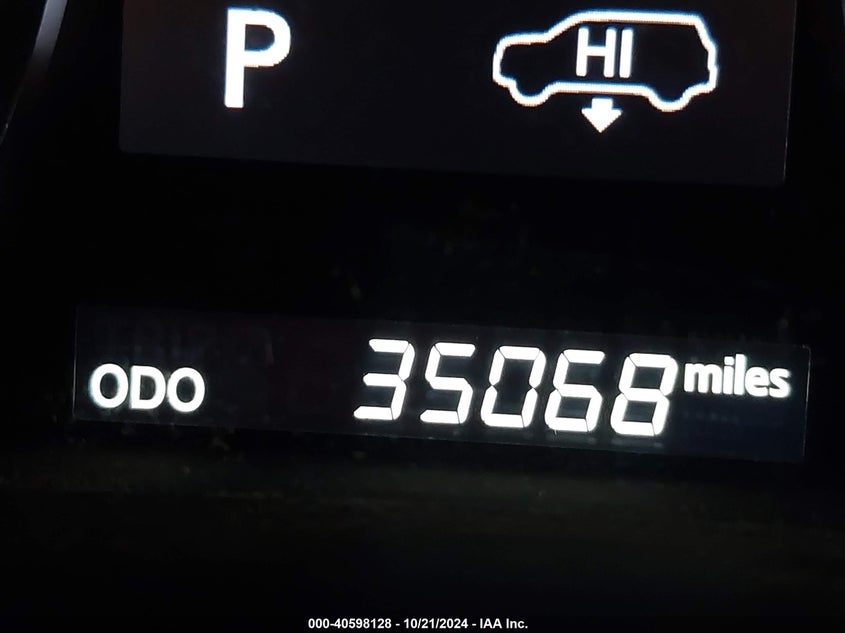 P
HI
ODO 35068 miles
000-40598128 - 10/21/2024 - IAA Inc.